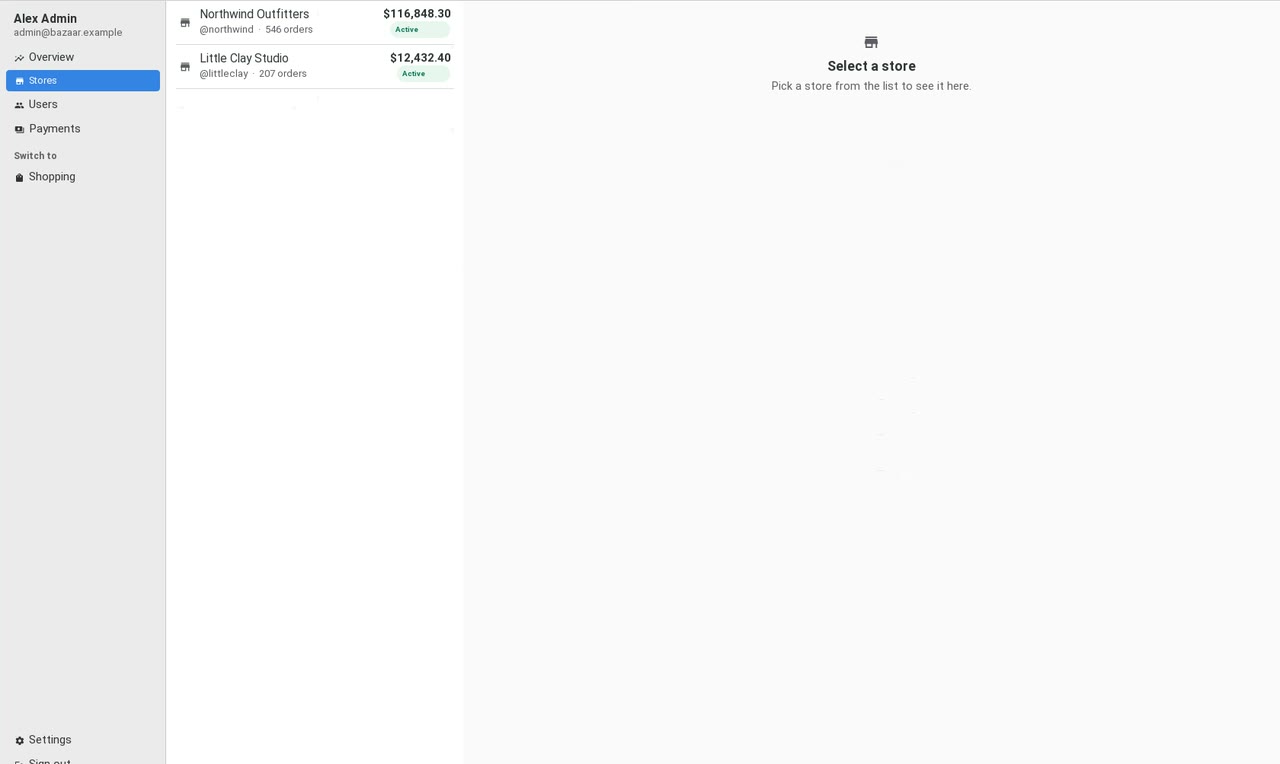 Alex Admin
admin@bazaar.example
Overview
Stores
Users
Payments
Switch to
Shopping
Settings
Sign out
Northwind Outfitters
$116,848.30
@northwind · 546 orders
Active
Little Clay Studio
$12,432.40
@littleclay · 207 orders
Active
Select a store
Pick a store from the list to see it here.